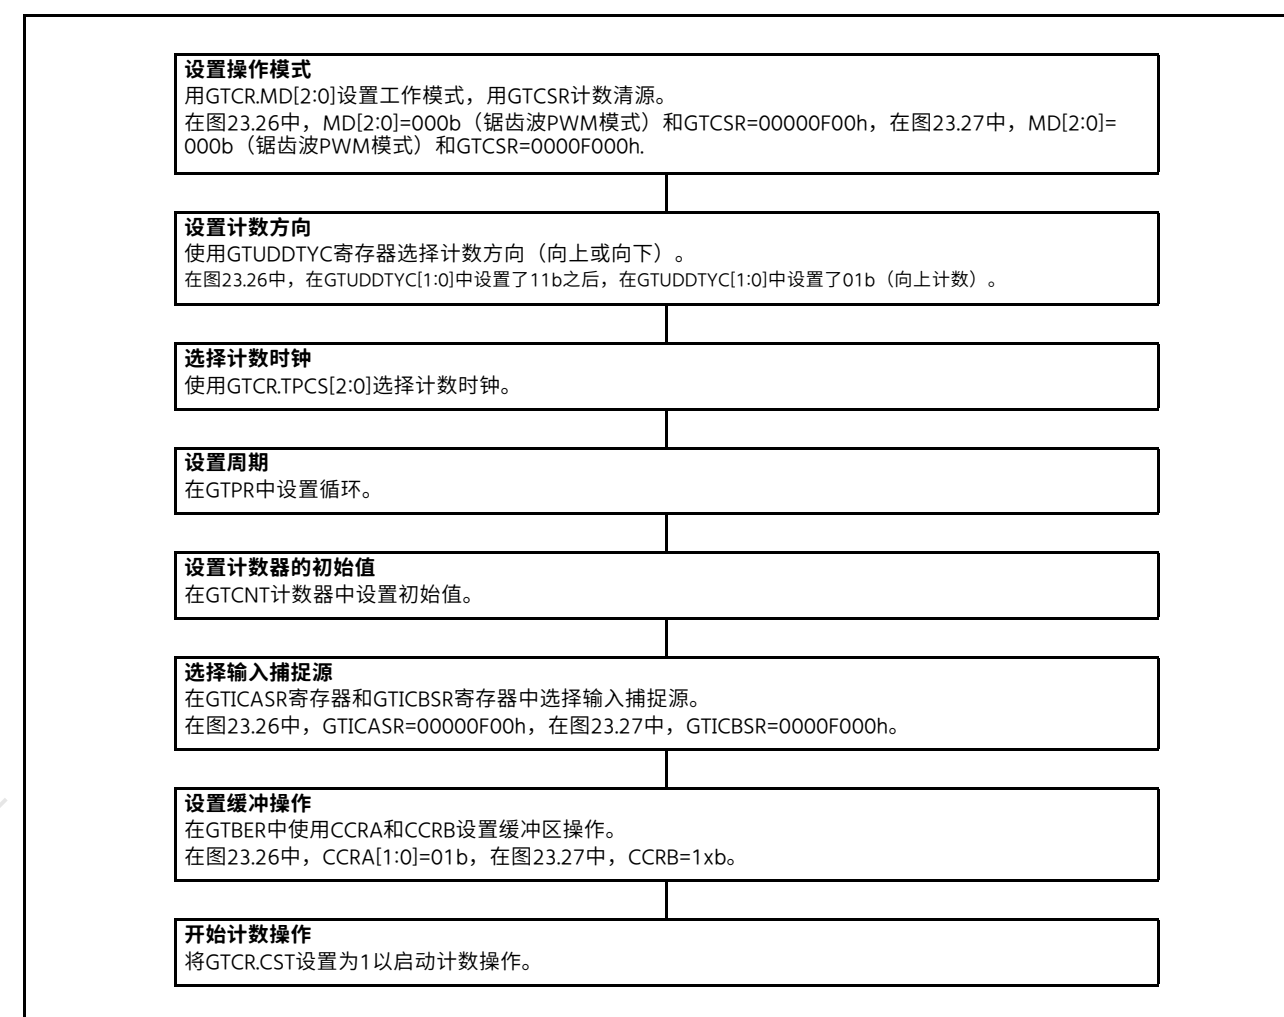 设置操作模式
用GTCR.MD[2:0]设置工作模式，用GTCSR计数清源。
在图23.26中，MD[2:0]=000b（锯齿波PWM模式）和GTCSR=00000F00h，在图23.27中，MD[2:0]=
000b（锯齿波PWM模式）和GTCSR=0000F000h.
设置计数方向
使用GTUDDTYC寄存器选择计数方向（向上或向下）。
在图23.26中，在GTUDDTYC[1:0]中设置了11b之后，在GTUDDTYC[1:0]中设置了01b（向上计数）。
选择计数时钟
使用GTCR.TPCS[2:0]选择计数时钟。
设置周期
在GTPR中设置循环。
设置计数器的初始值
在GTCNT计数器中设置初始值。
选择输入捕捉源
在GTICASR寄存器和GTICBSR寄存器中选择输入捕捉源。
在图23.26中，GTICASR=00000F00h，在图23.27中，GTICBSR=0000F000h。
设置缓冲操作
在GTBER中使用CCRA和CCRB设置缓冲区操作。
在图23.26中，CCRA[1:0]=01b，在图23.27中，CCRB=1xb。
开始计数操作
将GTCR.CST设置为1以启动计数操作。